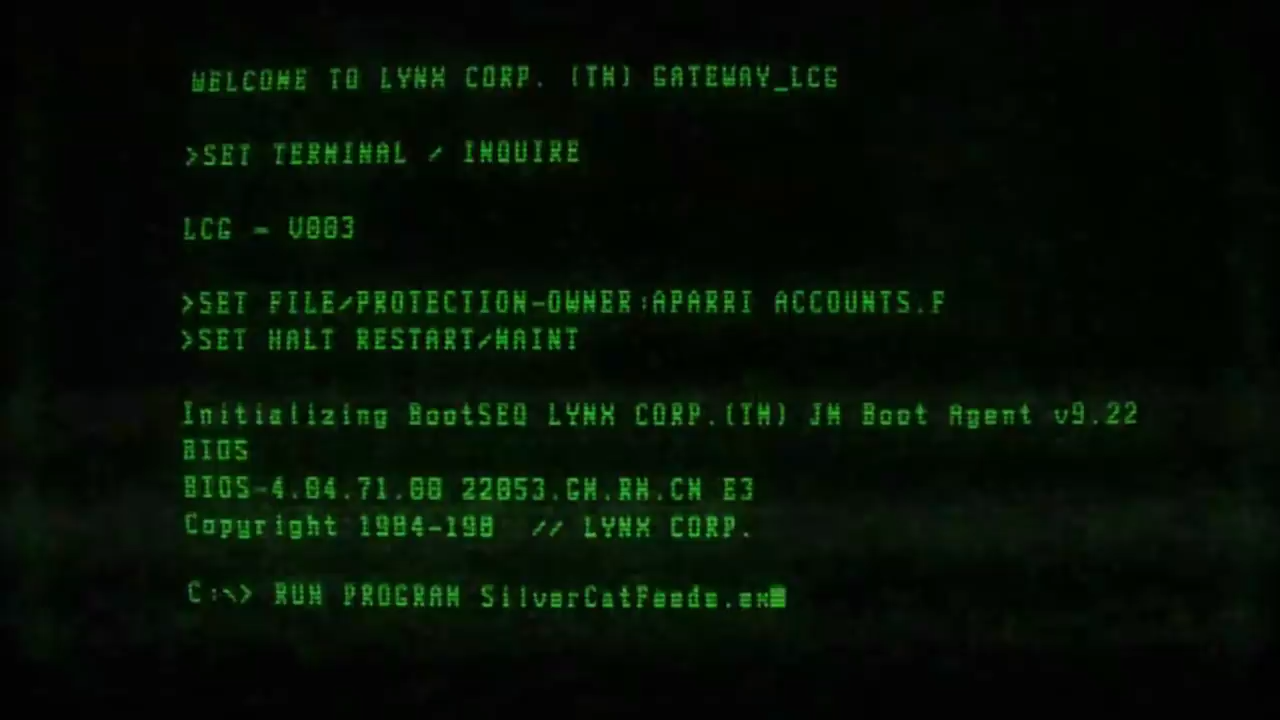 WELCOME TO LYNX CORP. (TM) GATEWAY_LCG
>SET TERMINAL / INQUIRE
LCG - V003
>SET FILE/PROTECTION-OWNER:APARRI ACCOUNTS.F
>SET HALT RESTART/MAINT
Initializing BootSEQ LYNX CORP.(TM) JM Boot Agent v9.22
BIOS
BIOS-4.04.71.00 22053.GM.RM.CN E3
Copyright 1984-198 // LYNX CORP.
C:\> RUN PROGRAM SilverCatFeeds.ex